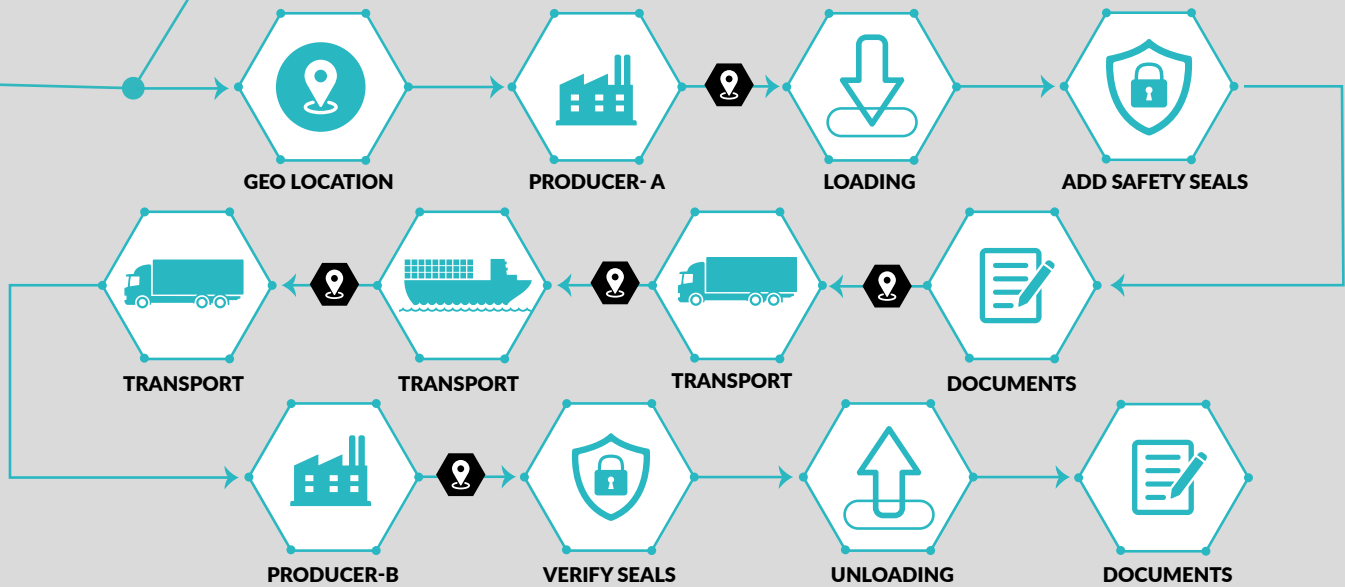 GEO LOCATION
PRODUCER- A
LOADING
ADD SAFETY SEALS
TRANSPORT
TRANSPORT
TRANSPORT
DOCUMENTS
PRODUCER-B
VERIFY SEALS
UNLOADING
DOCUMENTS